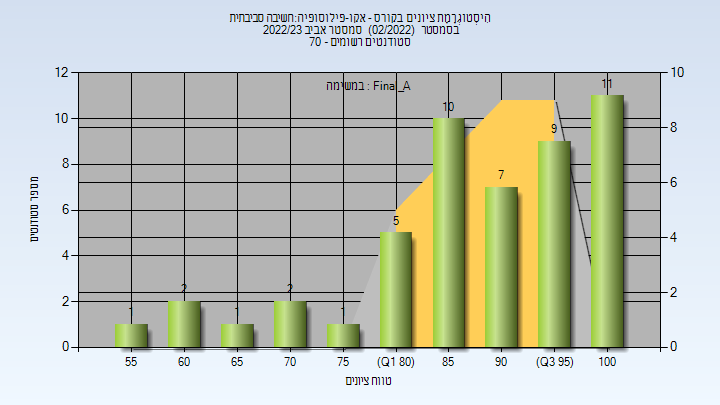 הִיסְטוֹגְרָמַת ציונים בקורס - אקו-פילוסופיה:חשיבה סביבתית
בסמסטר (02/2022) סמסטר אביב 2022/23
סטודנטים רשומים - 70
במשימה : Final_A
12 10
10 8
8 6
6 4
4 2
2 0
0
1 2 1 2 1 5 10 7 9 11
מספר סטודנטים
55 60 65 70 75 (Q1 80) 85 90 (Q3 95) 100
טווח ציונים